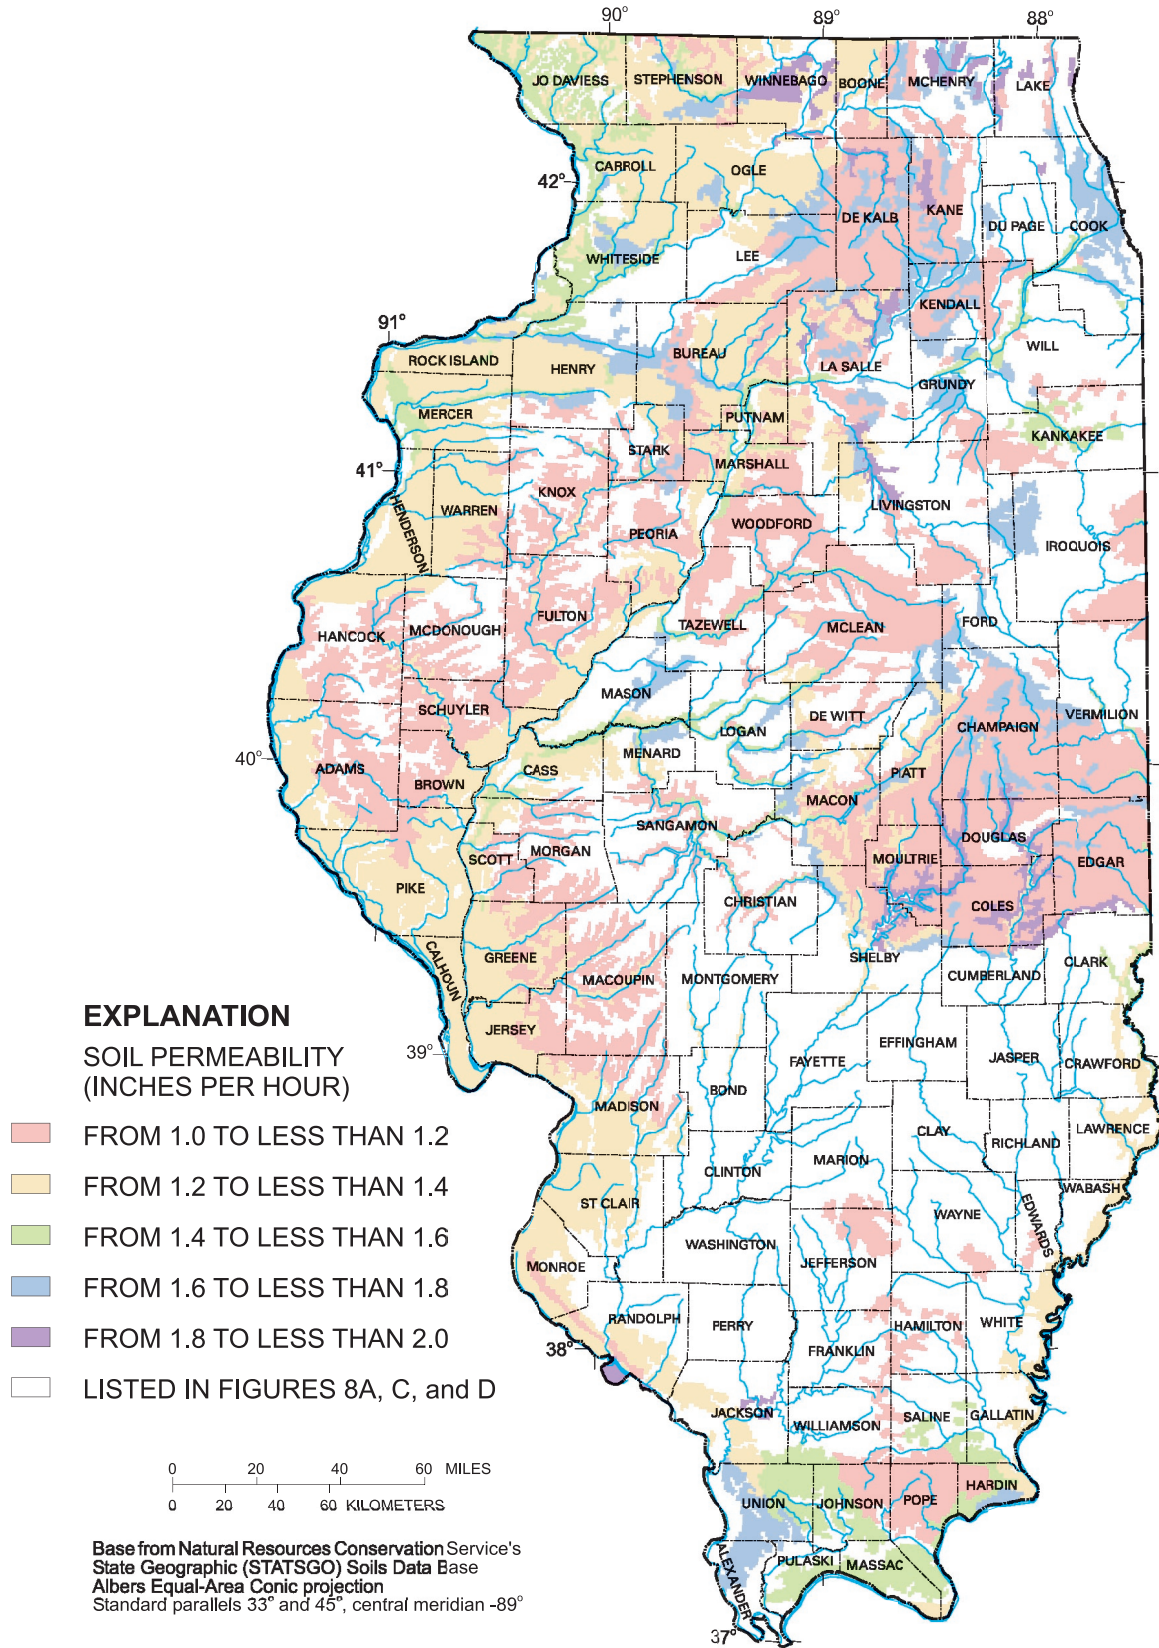 90° 89° 88°
JO DAVIESS STEPHENSON WINNEBAGO BOONE MCHENRY LAKE
CARROLL OGLE
42°
DE KALB KANE DU PAGE COOK
WHITESIDE LEE
KENDALL
91°
ROCK ISLAND HENRY BUREAU LA SALLE GRUNDY WILL
MERCER PUTNAM
KANKAKEE
STARK MARSHALL
41°
KNOX
HENDERSON WARREN PEORIA WOODFORD LIVINGSTON
IROQUOIS
HANCOCK MCDONOUGH FULTON TAZEWELL MCLEAN FORD
MASON
SCHUYLER LOGAN DE WITT CHAMPAIGN VERMILION
40°
ADAMS BROWN CASS MENARD PIATT
MACON
SANGAMON DOUGLAS
SCOTT MORGAN MOULTRIE EDGAR
PIKE CHRISTIAN COLES
CALHOUN GREENE MACOUPIN MONTGOMERY SHELBY CUMBERLAND CLARK
EXPLANATION
JERSEY
39°
SOIL PERMEABILITY
(INCHES PER HOUR)
FAYETTE EFFINGHAM JASPER CRAWFORD
MADISON BOND
FROM 1.0 TO LESS THAN 1.2
CLAY RICHLAND LAWRENCE
CLINTON MARION
FROM 1.2 TO LESS THAN 1.4
ST CLAIR WAYNE EDWARDS WABASH
FROM 1.4 TO LESS THAN 1.6
WASHINGTON JEFFERSON
MONROE
FROM 1.6 TO LESS THAN 1.8
RANDOLPH PERRY HAMILTON WHITE
FROM 1.8 TO LESS THAN 2.0
38°
FRANKLIN
LISTED IN FIGURES 8A, C, and D
JACKSON WILLIAMSON SALINE GALLATIN
0 20 40 60 MILES
0 20 40 60 KILOMETERS
UNION JOHNSON POPE HARDIN
Base from Natural Resources Conservation Service's
State Geographic (STATSGO) Soils Data Base
Albers Equal-Area Conic projection
Standard parallels 33° and 45°, central meridian -89°
ALEXANDER PULASKI MASSAC
37°